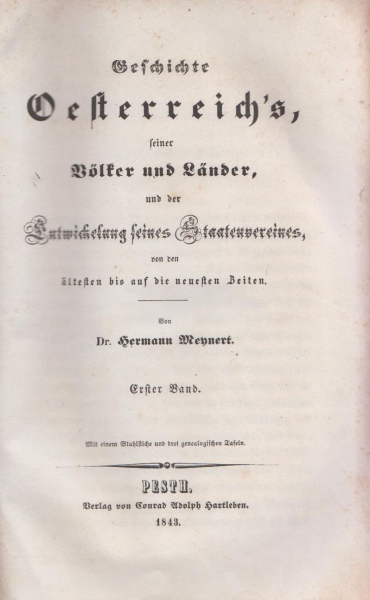 Geschichte
Oesterreich's,
seiner
Völker und Länder,
und der
Entwickelung seines Staatenvereines,
von den
ältesten bis auf die neuesten Zeiten.
Von
Dr. Hermann Meynert.
Erster Band.
Mit einem Stahlstiche und drei genealogischen Tafeln.
PESTH.
Verlag von Conrad Adolph Hartleben.
1843.